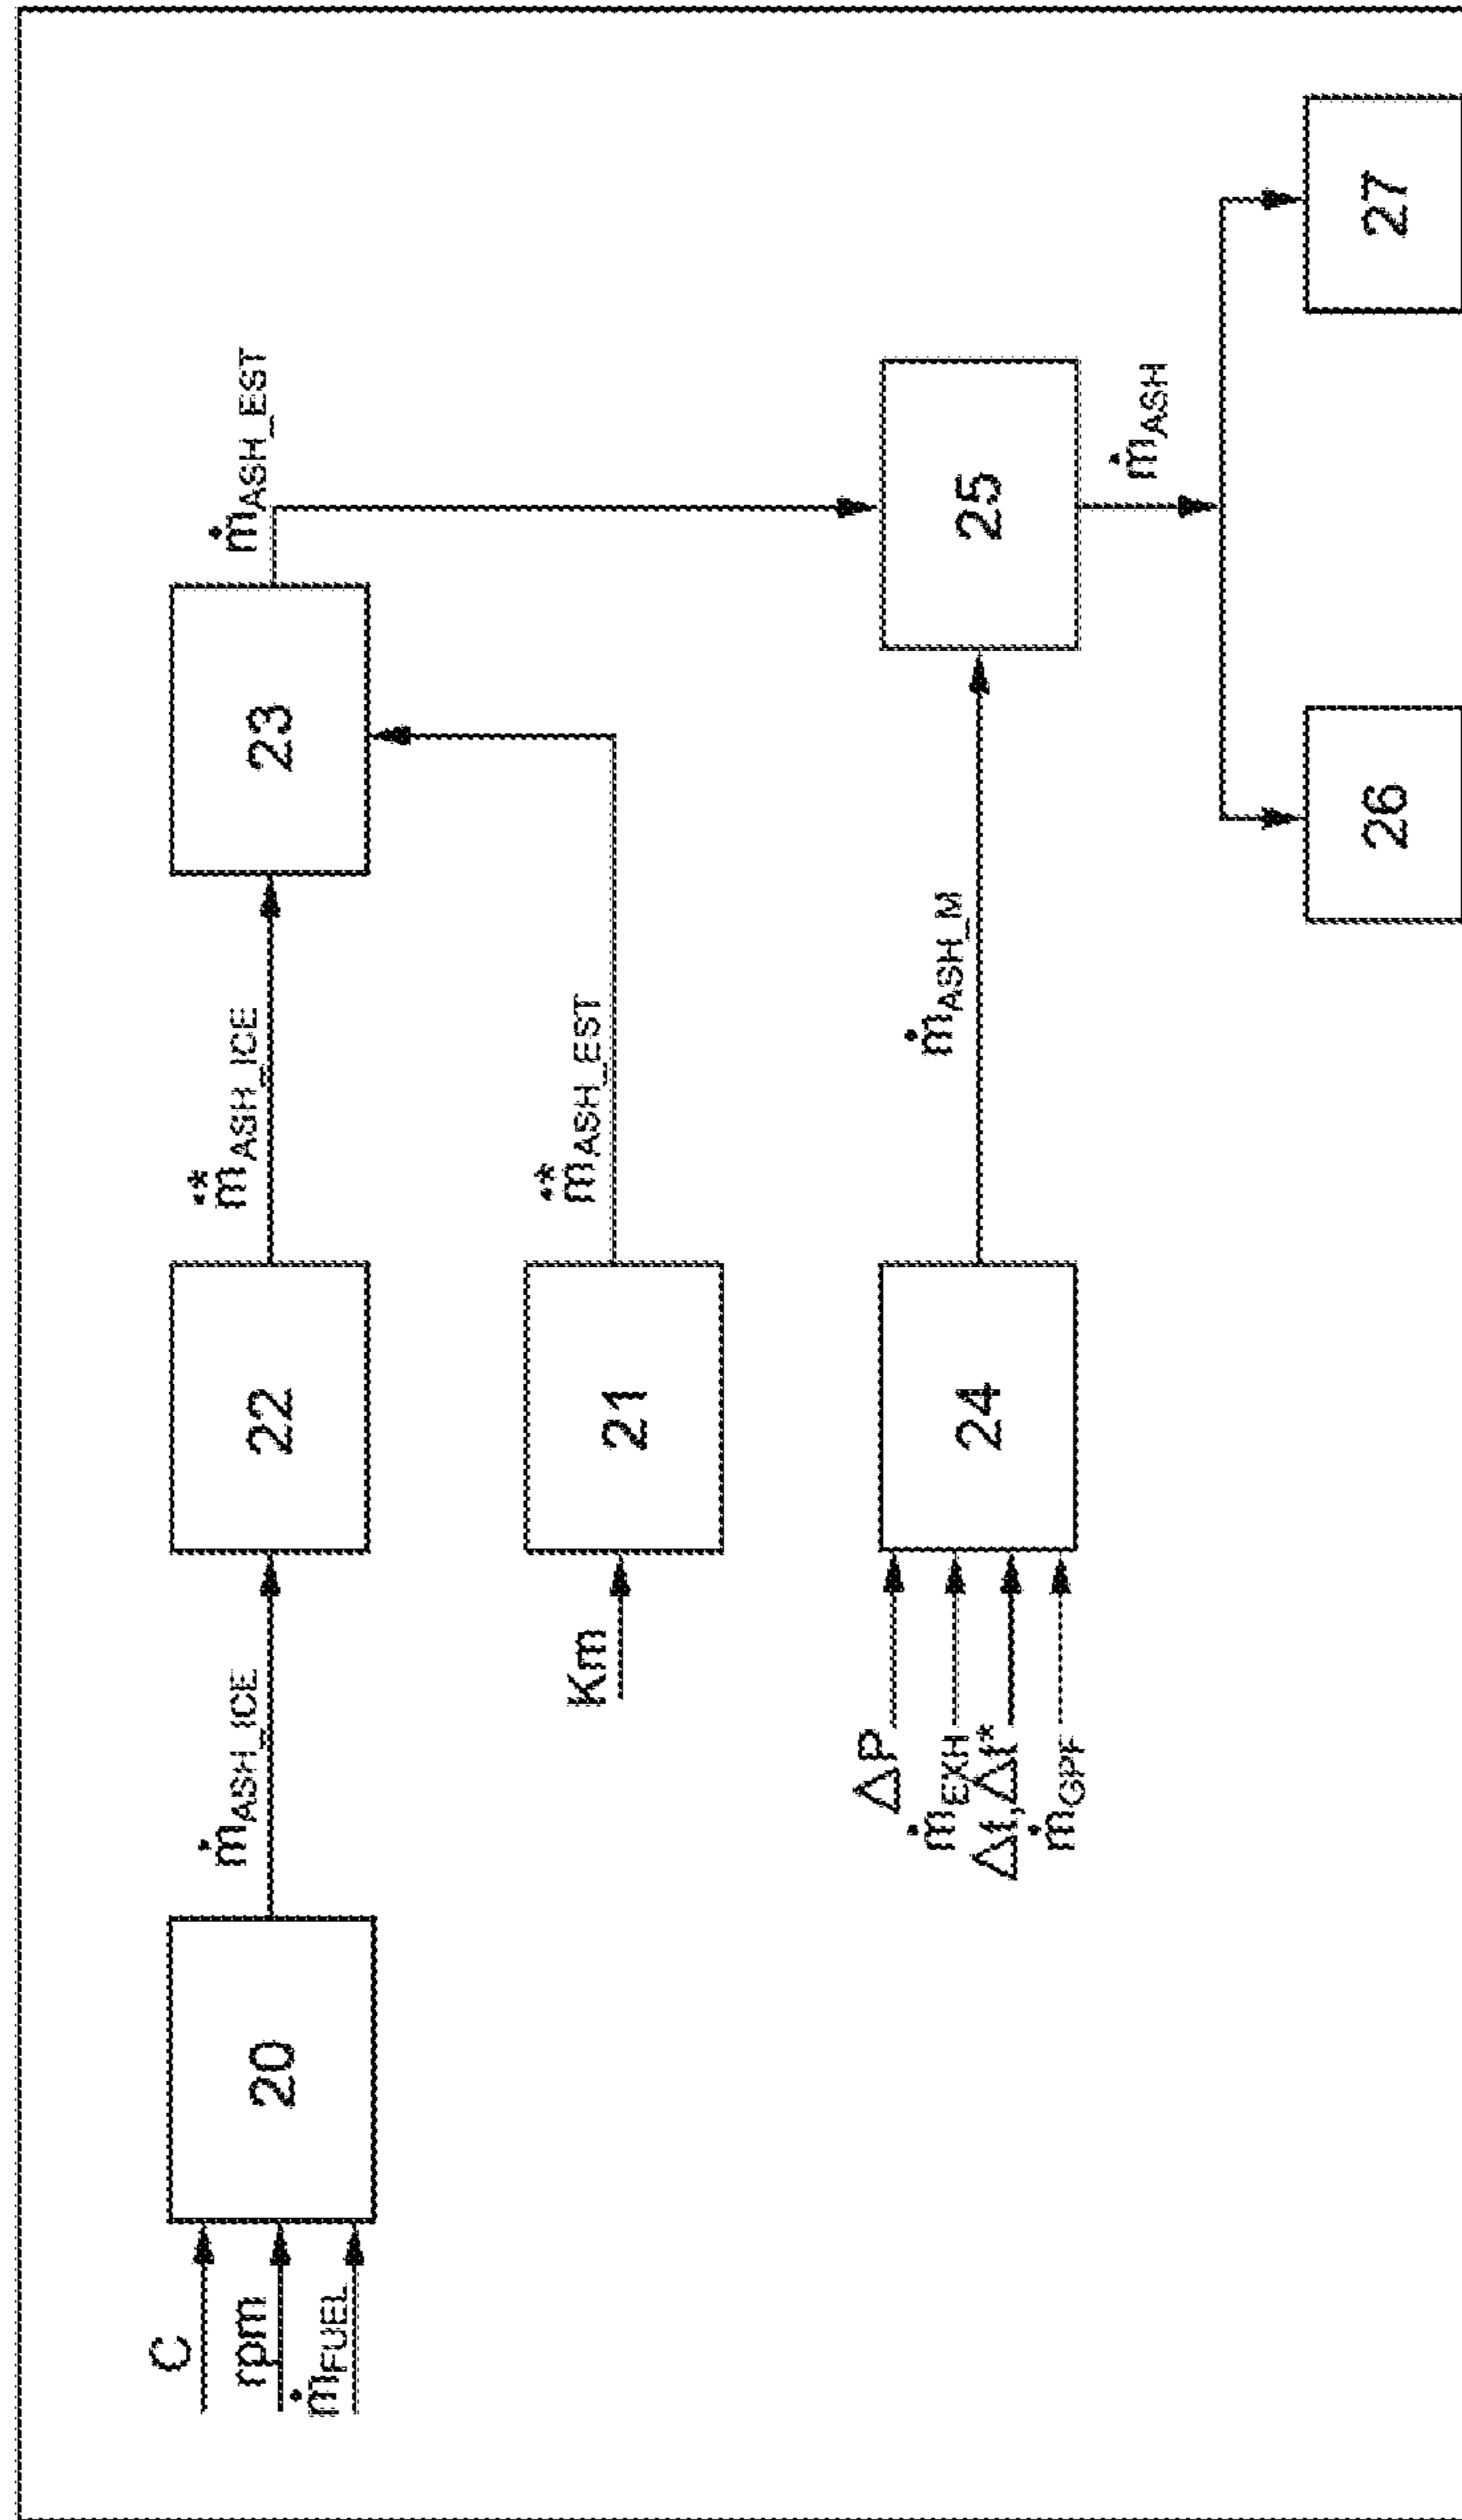 C
rpm
ṁFUEL
20
ṁASH_ICE
22
m̈*ASH_ICE
23
ṁASH_EST
Km
21
m̈*ASH_EST
ΔP
ṁEXH
Δt,Δt*
ṁGPF
24
ṁASH_M
25
ṁASH
26
27